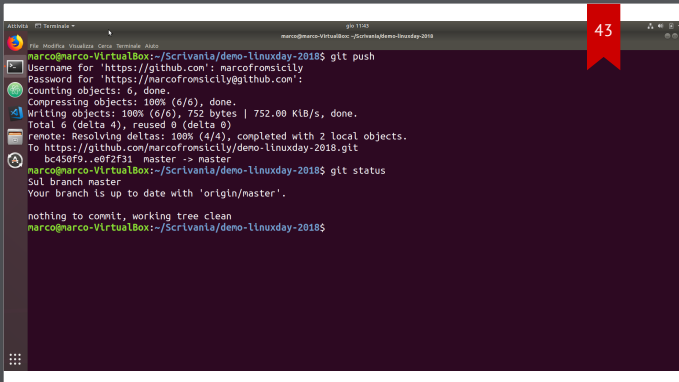 Attività Terminale gio 11:43
43
marco@marco-VirtualBox: ~/Scrivania/demo-linuxday-2018
File Modifica Visualizza Cerca Terminale Aiuto
marco@marco-VirtualBox:~/Scrivania/demo-linuxday-2018$ git push
Username for 'https://github.com': marcofromsicily
Password for 'https://marcofromsicily@github.com':
Counting objects: 6, done.
Compressing objects: 100% (6/6), done.
Writing objects: 100% (6/6), 752 bytes | 752.00 KiB/s, done.
Total 6 (delta 4), reused 0 (delta 0)
remote: Resolving deltas: 100% (4/4), completed with 2 local objects.
To https://github.com/marcofromsicily/demo-linuxday-2018.git
   bc450f9..e0f2f31  master -> master
marco@marco-VirtualBox:~/Scrivania/demo-linuxday-2018$ git status
Sul branch master
Your branch is up to date with 'origin/master'.
nothing to commit, working tree clean
marco@marco-VirtualBox:~/Scrivania/demo-linuxday-2018$